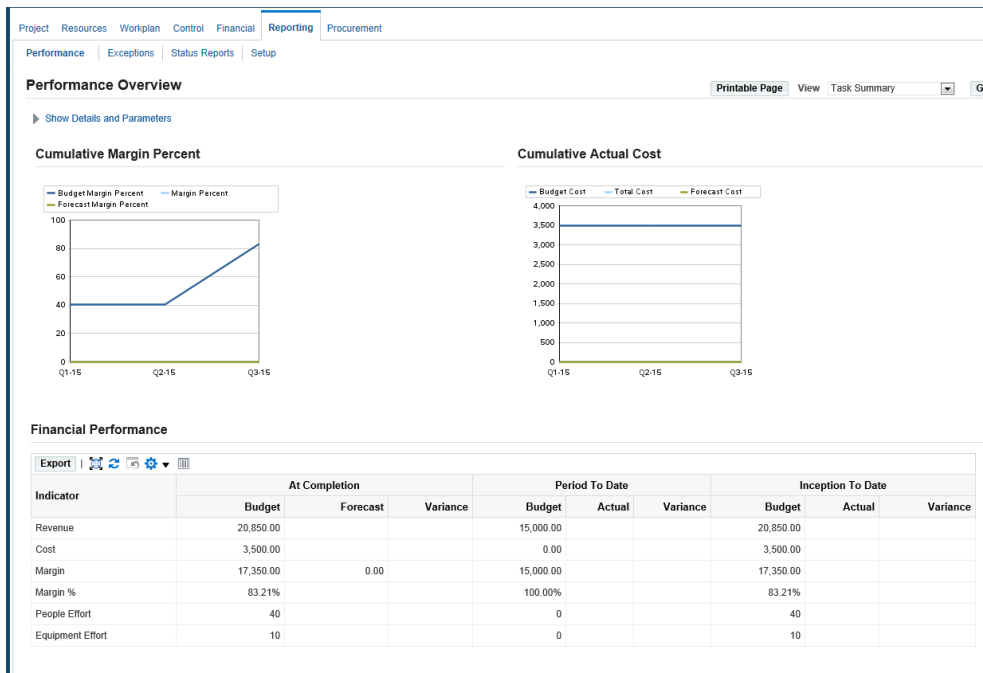 Project Resources Workplan Control Financial Reporting Procurement
Performance Exceptions Status Reports Setup
Performance Overview
Printable Page View Task Summary
Show Details and Parameters
Cumulative Margin Percent
Budget Margin Percent Margin Percent
Forecast Margin Percent
100
80
60
40
20
0
Q1-15 Q2-15 Q3-15
Cumulative Actual Cost
Budget Cost Total Cost Forecast Cost
4,000
3,500
3,000
2,500
2,000
1,500
1,000
500
0
Q1-15 Q2-15 Q3-15
Financial Performance
Export
Indicator At Completion Period To Date Inception To Date
Budget Forecast Variance Budget Actual Variance Budget Actual Variance
Revenue 20,850.00 15,000.00 20,850.00
Cost 3,500.00 0.00 3,500.00
Margin 17,350.00 0.00 15,000.00 17,350.00
Margin % 83.21% 100.00% 83.21%
People Effort 40 0 40
Equipment Effort 10 0 10